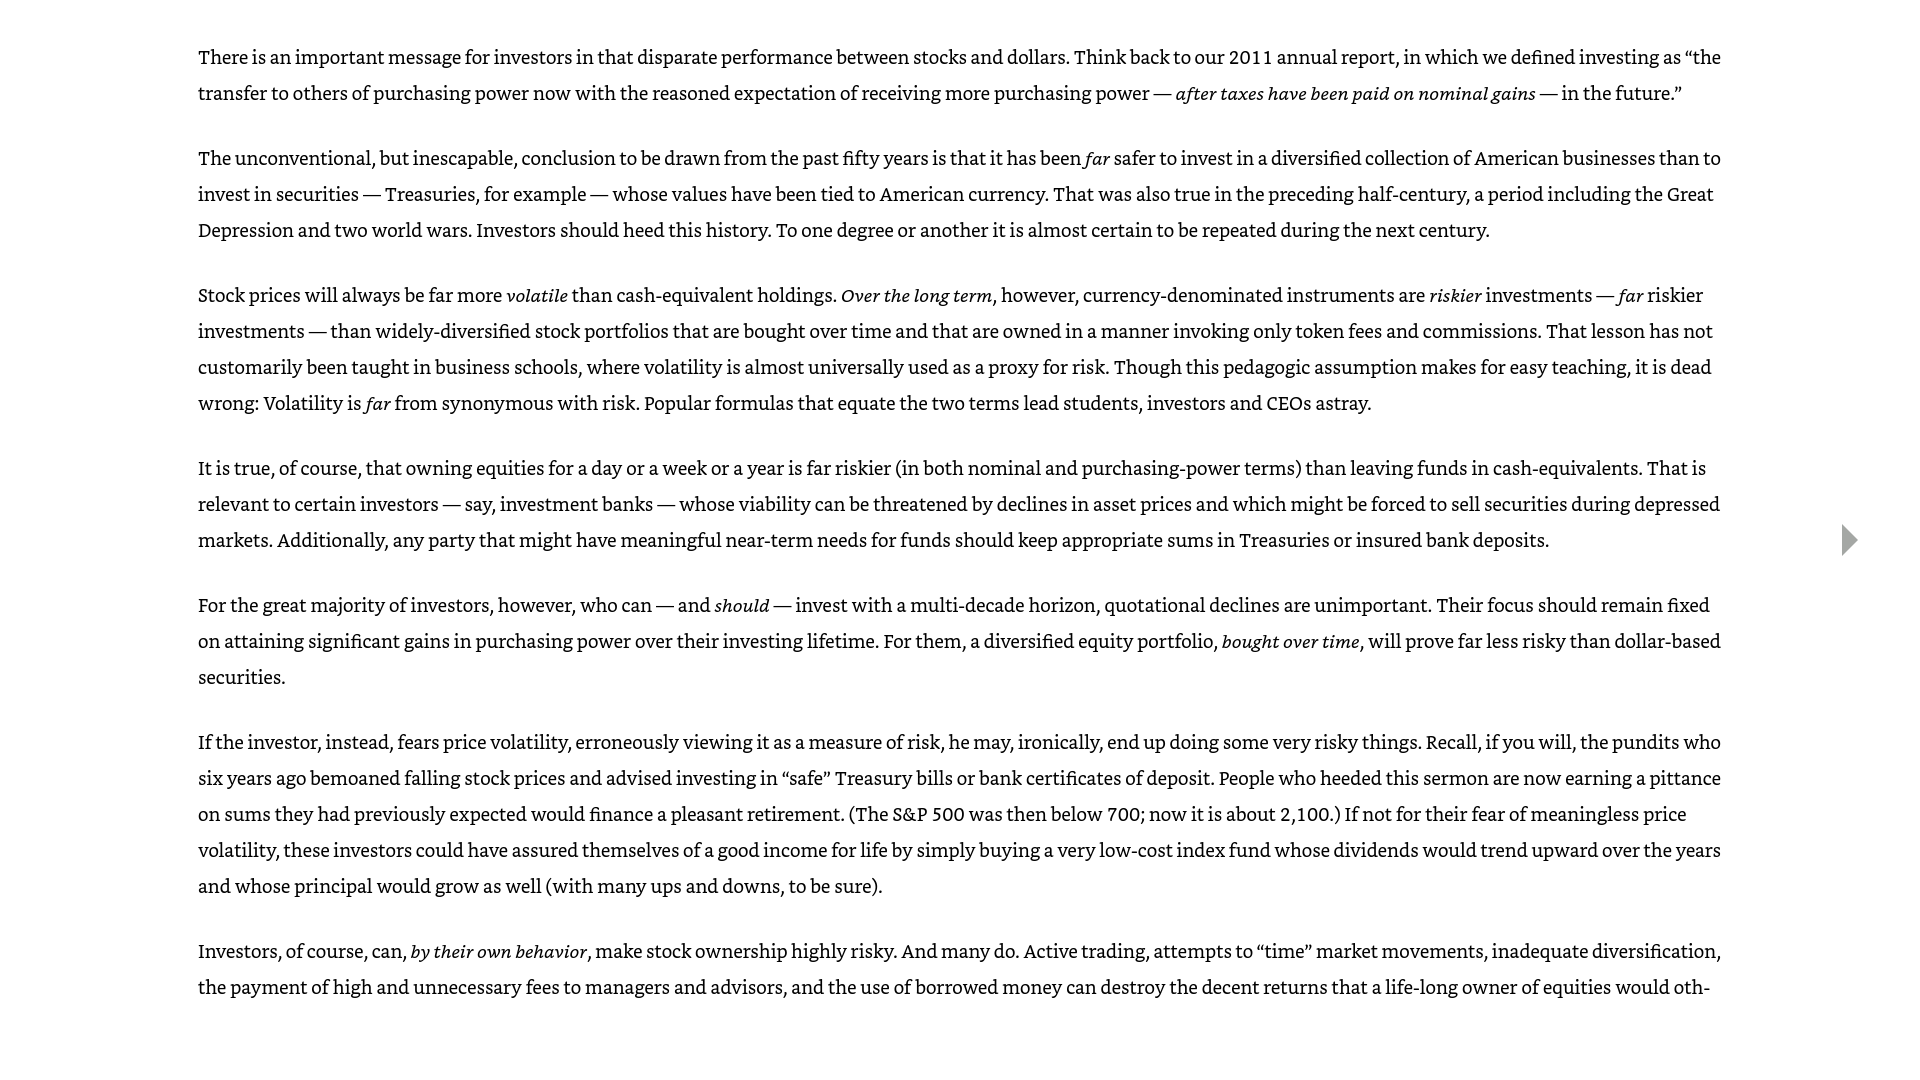 There is an important message for investors in that disparate performance between stocks and dollars. Think back to our 2011 annual report, in which we defined investing as “the
transfer to others of purchasing power now with the reasoned expectation of receiving more purchasing power — after taxes have been paid on nominal gains — in the future.”
The unconventional, but inescapable, conclusion to be drawn from the past fifty years is that it has been far safer to invest in a diversified collection of American businesses than to
invest in securities — Treasuries, for example — whose values have been tied to American currency. That was also true in the preceding half-century, a period including the Great
Depression and two world wars. Investors should heed this history. To one degree or another it is almost certain to be repeated during the next century.
Stock prices will always be far more volatile than cash-equivalent holdings. Over the long term, however, currency-denominated instruments are riskier investments — far riskier
investments — than widely-diversified stock portfolios that are bought over time and that are owned in a manner invoking only token fees and commissions. That lesson has not
customarily been taught in business schools, where volatility is almost universally used as a proxy for risk. Though this pedagogic assumption makes for easy teaching, it is dead
wrong: Volatility is far from synonymous with risk. Popular formulas that equate the two terms lead students, investors and CEOs astray.
It is true, of course, that owning equities for a day or a week or a year is far riskier (in both nominal and purchasing-power terms) than leaving funds in cash-equivalents. That is
relevant to certain investors — say, investment banks — whose viability can be threatened by declines in asset prices and which might be forced to sell securities during depressed
markets. Additionally, any party that might have meaningful near-term needs for funds should keep appropriate sums in Treasuries or insured bank deposits.
For the great majority of investors, however, who can — and should — invest with a multi-decade horizon, quotational declines are unimportant. Their focus should remain fixed
on attaining significant gains in purchasing power over their investing lifetime. For them, a diversified equity portfolio, bought over time, will prove far less risky than dollar-based
securities.
If the investor, instead, fears price volatility, erroneously viewing it as a measure of risk, he may, ironically, end up doing some very risky things. Recall, if you will, the pundits who
six years ago bemoaned falling stock prices and advised investing in “safe” Treasury bills or bank certificates of deposit. People who heeded this sermon are now earning a pittance
on sums they had previously expected would finance a pleasant retirement. (The S&P 500 was then below 700; now it is about 2,100.) If not for their fear of meaningless price
volatility, these investors could have assured themselves of a good income for life by simply buying a very low-cost index fund whose dividends would trend upward over the years
and whose principal would grow as well (with many ups and downs, to be sure).
Investors, of course, can, by their own behavior, make stock ownership highly risky. And many do. Active trading, attempts to “time” market movements, inadequate diversification,
the payment of high and unnecessary fees to managers and advisors, and the use of borrowed money can destroy the decent returns that a life-long owner of equities would oth-